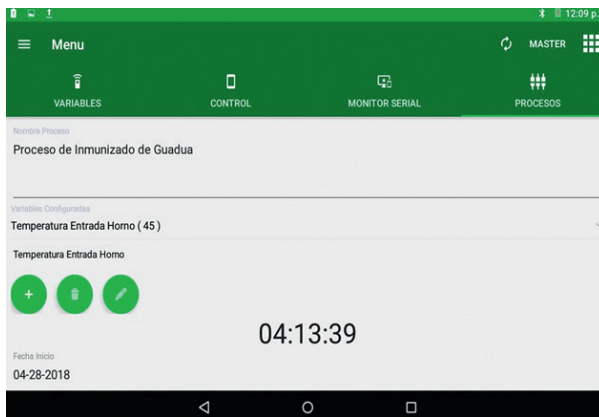 12:09 p.
Menu
MASTER
VARIABLES
CONTROL
MONITOR SERIAL
PROCESOS
Nombre Proceso
Proceso de Inmunizado de Guadua
Variables Configuradas
Temperatura Entrada Horno ( 45 )
Temperatura Entrada Horno
04:13:39
Fecha Inicio
04-28-2018